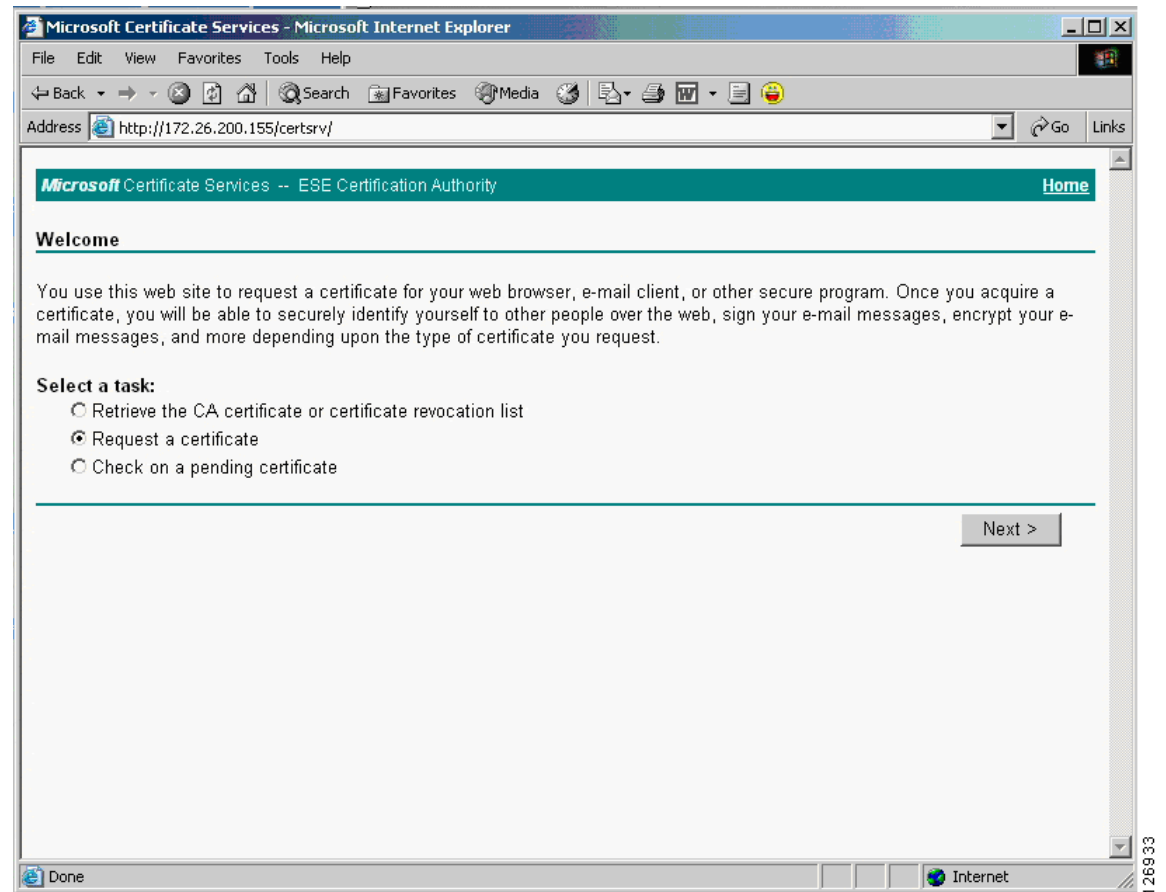 Microsoft Certificate Services - Microsoft Internet Explorer
File Edit View Favorites Tools Help
Back Search Favorites Media
Address http://172.26.200.155/certsrv/ Go Links
Microsoft Certificate Services -- ESE Certification Authority Home
Welcome
You use this web site to request a certificate for your web browser, e-mail client, or other secure program. Once you acquire a
certificate, you will be able to securely identify yourself to other people over the web, sign your e-mail messages, encrypt your e-
mail messages, and more depending upon the type of certificate you request.
Select a task:
Retrieve the CA certificate or certificate revocation list
Request a certificate
Check on a pending certificate
Next >
Done Internet
126933